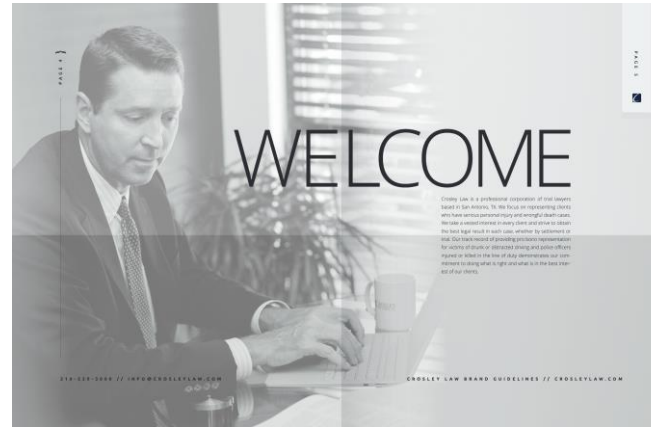 PAGE 4
PAGE 5
WELCOME
Crosley Law is a professional corporation of trial lawyers
based in San Antonio, TX. We focus on representing clients
who have serious personal injury and wrongful death cases.
We take a vested interest in every client and strive to obtain
the best legal result in each case, whether by settlement or
trial. Our track record of providing pro bono representation
for victims of drunk or distracted driving and police officers
injured or killed in the line of duty demonstrates our com-
mitment to doing what is right and what is in the best inter-
est of our clients.
// INFO@CROSLEYLAW.COM
CROSLEY LAW BRAND GUIDELINES // CROSLEYLAW.COM